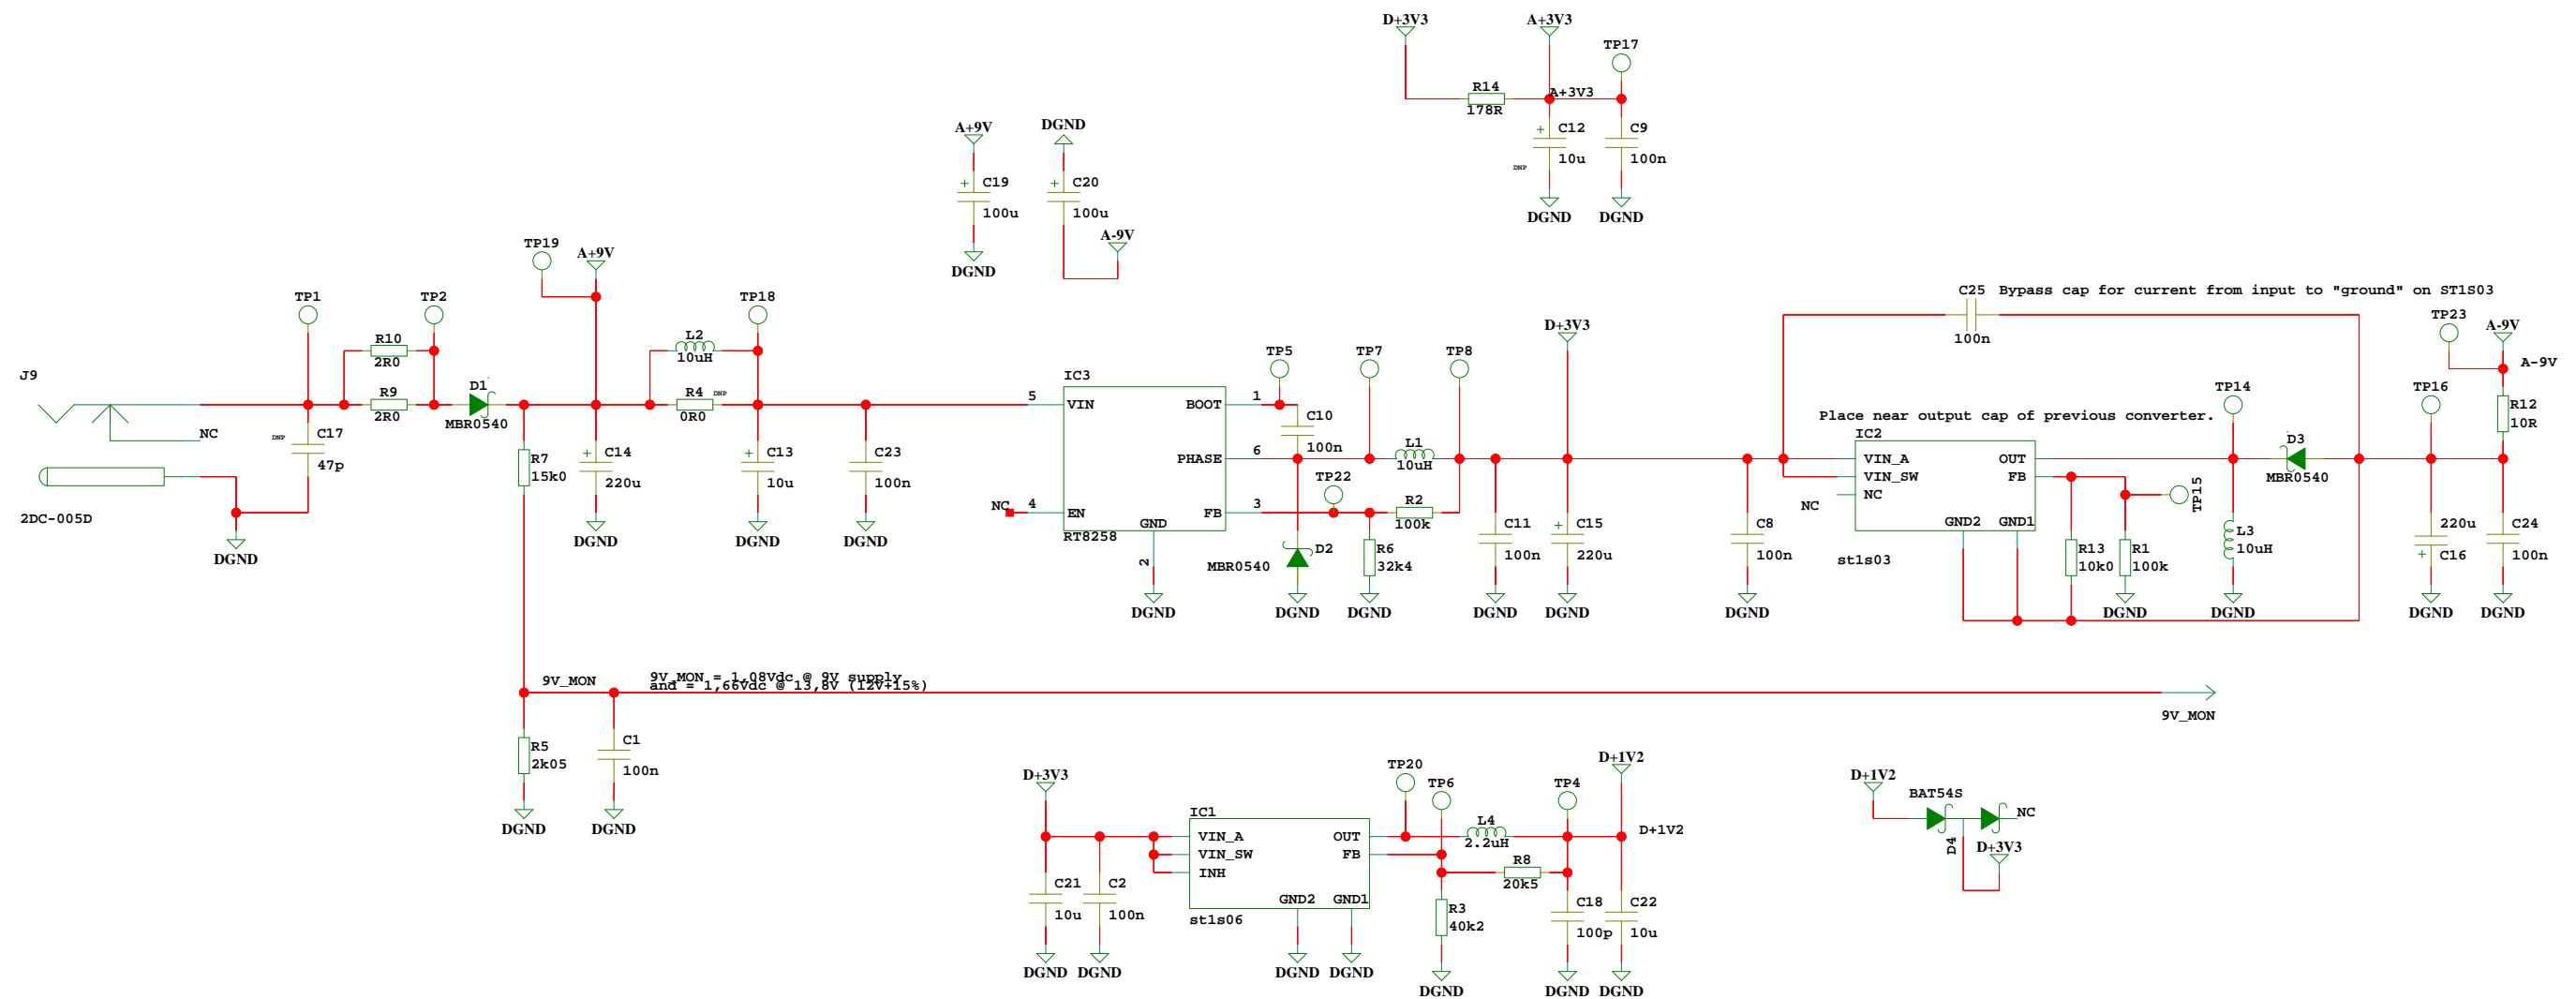 D+3V3
A+3V3
TP17
R14
178R
A+3V3
C12
10u
DNP
C9
100n
DGND
DGND
A+9V
C19
100u
DGND
DGND
C20
100u
A-9V
TP19
A+9V
TP1
TP2
TP18
R10
2R0
L2
10uH
J9
R9
2R0
D1
MBR0540
R4
DNP
0R0
NC
DNP
C17
47p
2DC-005D
DGND
R7
15k0
C14
220u
DGND
C13
10u
DGND
C23
100n
DGND
IC3
5
VIN
BOOT
1
PHASE
6
NC
4
EN
FB
3
GND
RT8258
2
DGND
TP5
TP7
TP8
D+3V3
C10
100n
L1
10uH
TP22
R2
100k
D2
MBR0540
DGND
R6
32k4
DGND
C11
100n
DGND
C15
220u
DGND
C25
Bypass cap for current from input to "ground" on ST1S03
100n
TP23
A-9V
A-9V
Place near output cap of previous converter.
TP14
TP16
R12
10R
IC2
VIN_A
OUT
VIN_SW
FB
NC
NC
GND2
GND1
st1s03
C8
100n
DGND
D3
MBR0540
TP15
R13
10k0
R1
100k
DGND
L3
10uH
DGND
220u
C16
DGND
C24
100n
DGND
9V_MON
9V_MON = 1,08Vdc @ 9V supply
and = 1,66Vdc @ 13,8V (12V+15%)
9V_MON
R5
2k05
DGND
C1
100n
DGND
D+3V3
IC1
VIN_A
OUT
VIN_SW
FB
INH
GND2
GND1
st1s06
C21
10u
DGND
C2
100n
DGND
DGND
DGND
TP20
TP6
TP4
D+1V2
L4
2.2uH
D+1V2
R8
20k5
R3
40k2
DGND
C18
100p
DGND
C22
10u
DGND
D+1V2
BAT54S
NC
D4
D+3V3